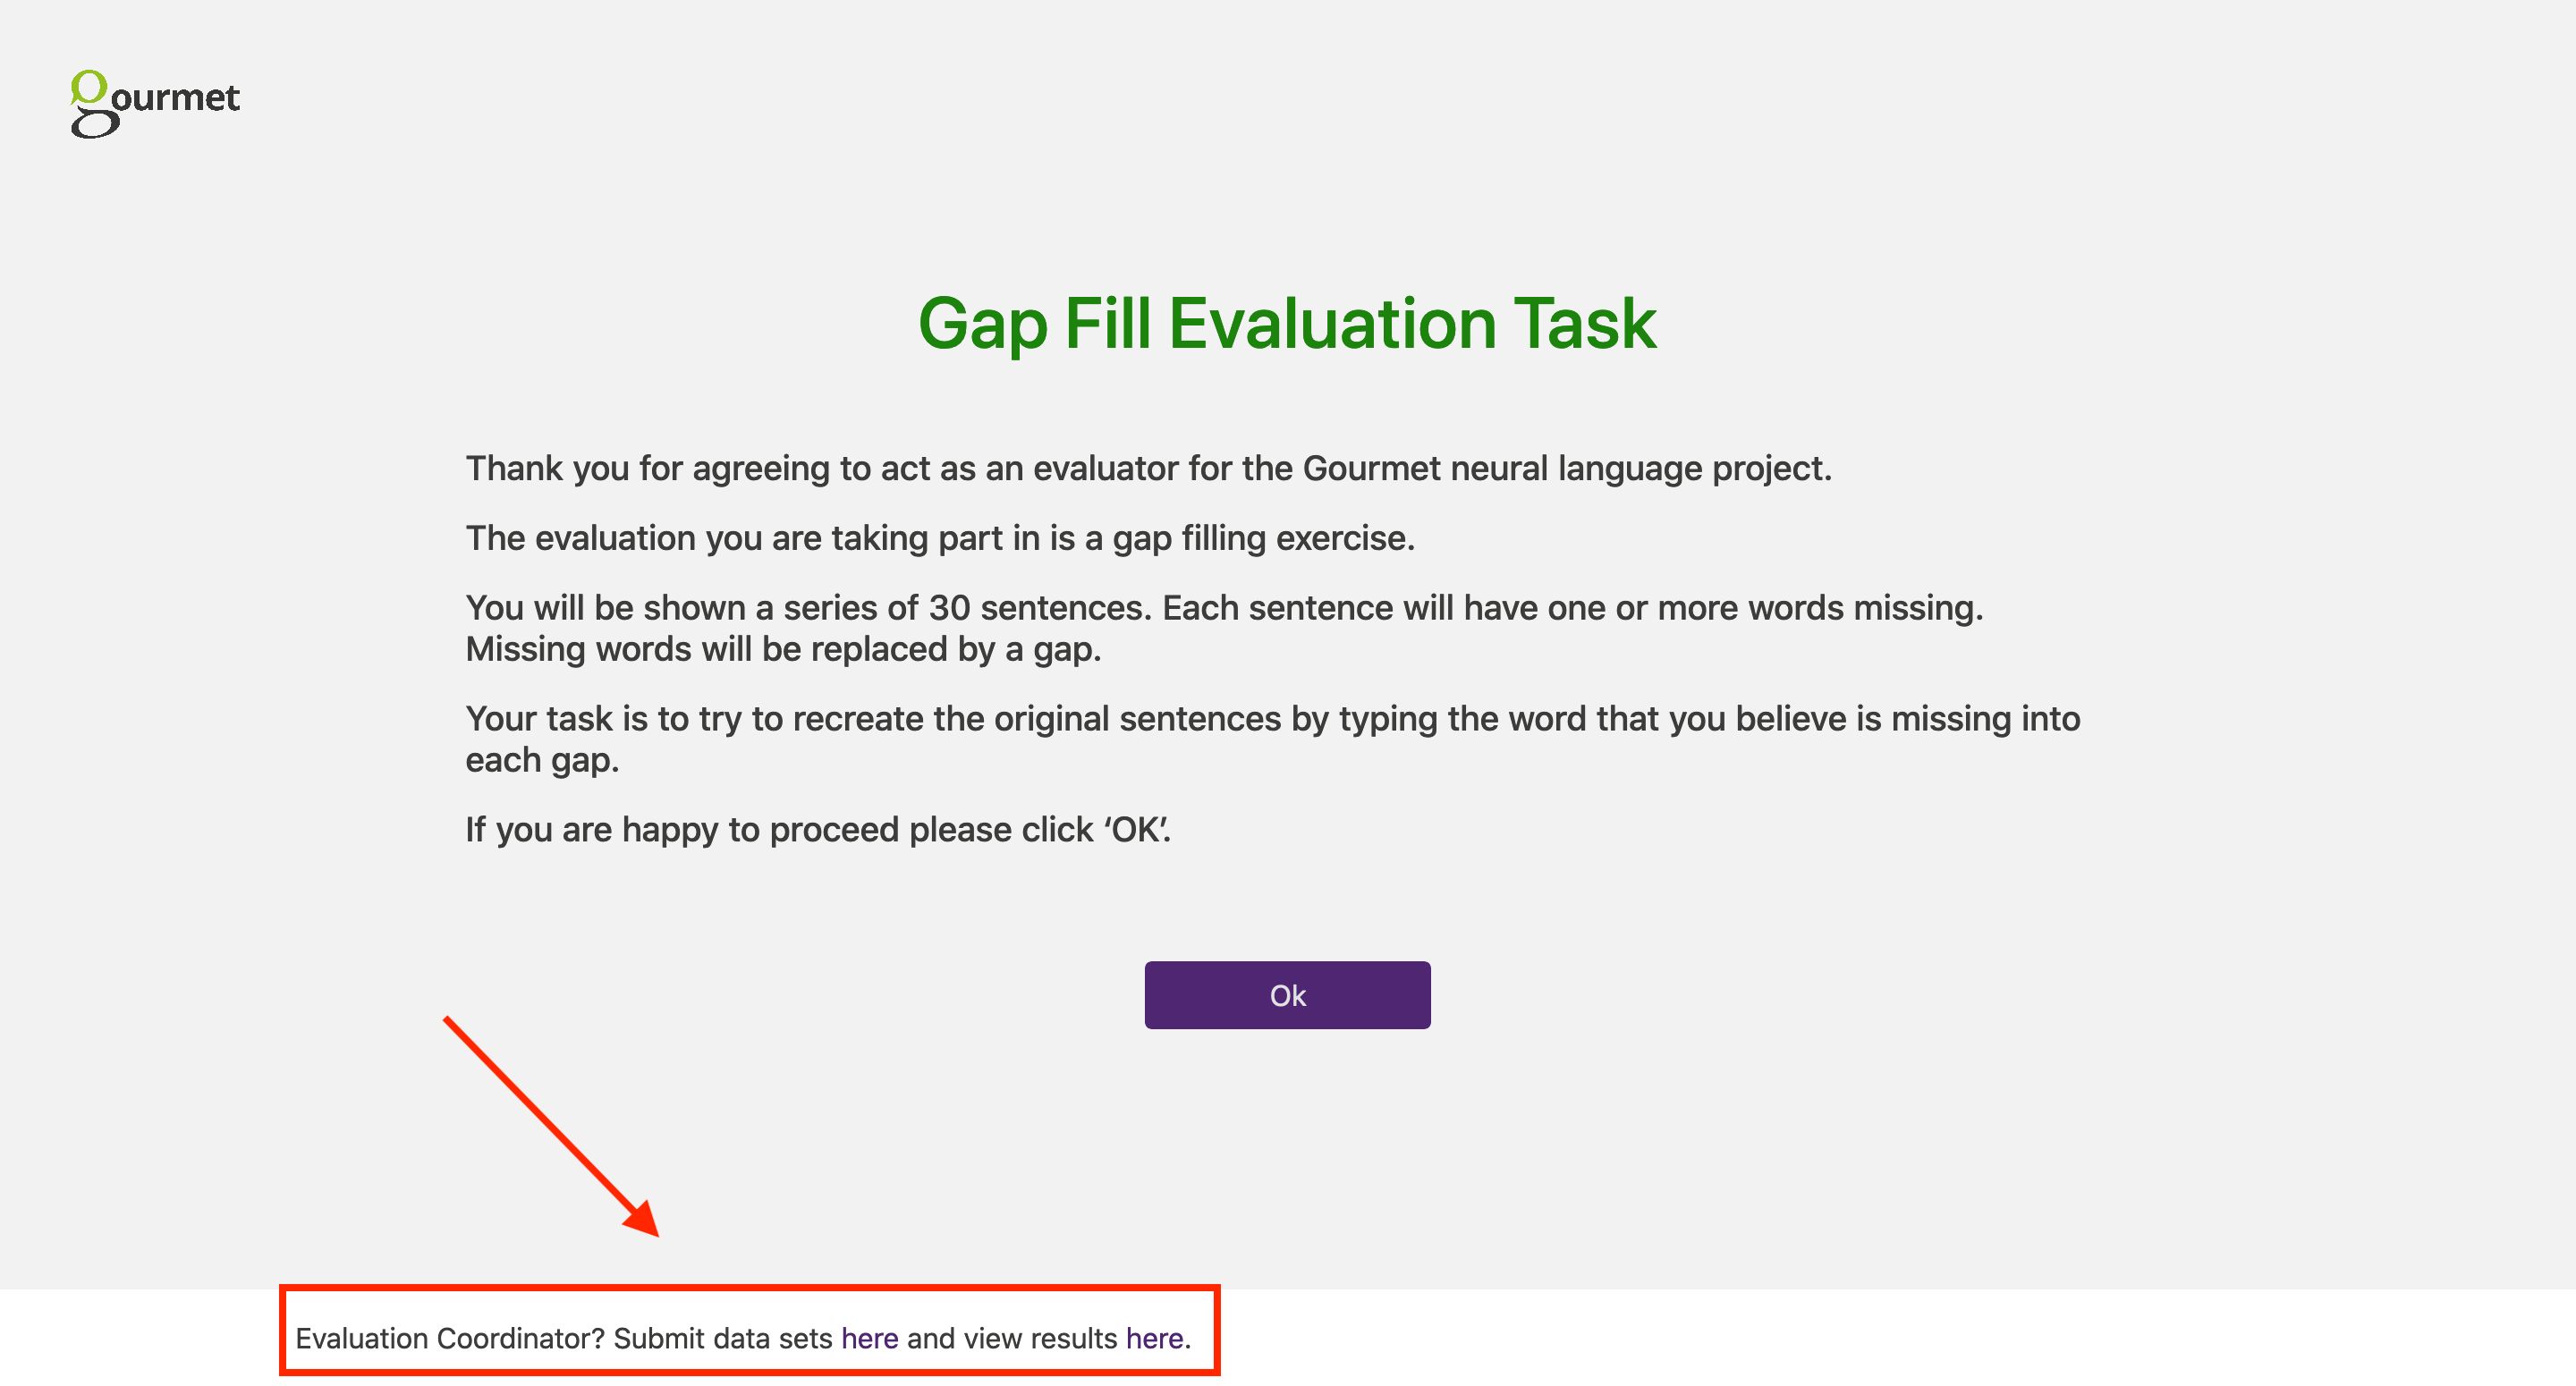 gourmet
Gap Fill Evaluation Task
Thank you for agreeing to act as an evaluator for the Gourmet neural language project.
The evaluation you are taking part in is a gap filling exercise.
You will be shown a series of 30 sentences. Each sentence will have one or more words missing.
Missing words will be replaced by a gap.
Your task is to try to recreate the original sentences by typing the word that you believe is missing into
each gap.
If you are happy to proceed please click ‘OK’.
Ok
Evaluation Coordinator? Submit data sets here and view results here.